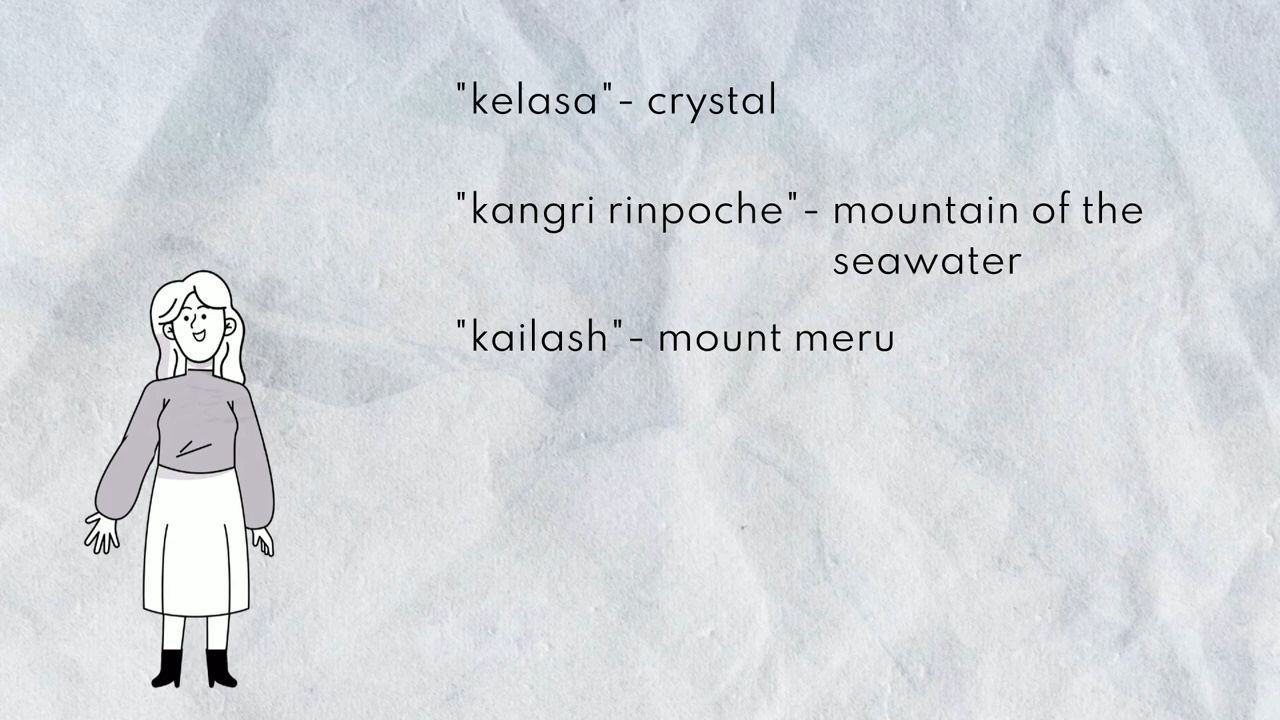 "kelasa"- crystal
"kangri rinpoche"- mountain of the
seawater
"kailash"- mount meru